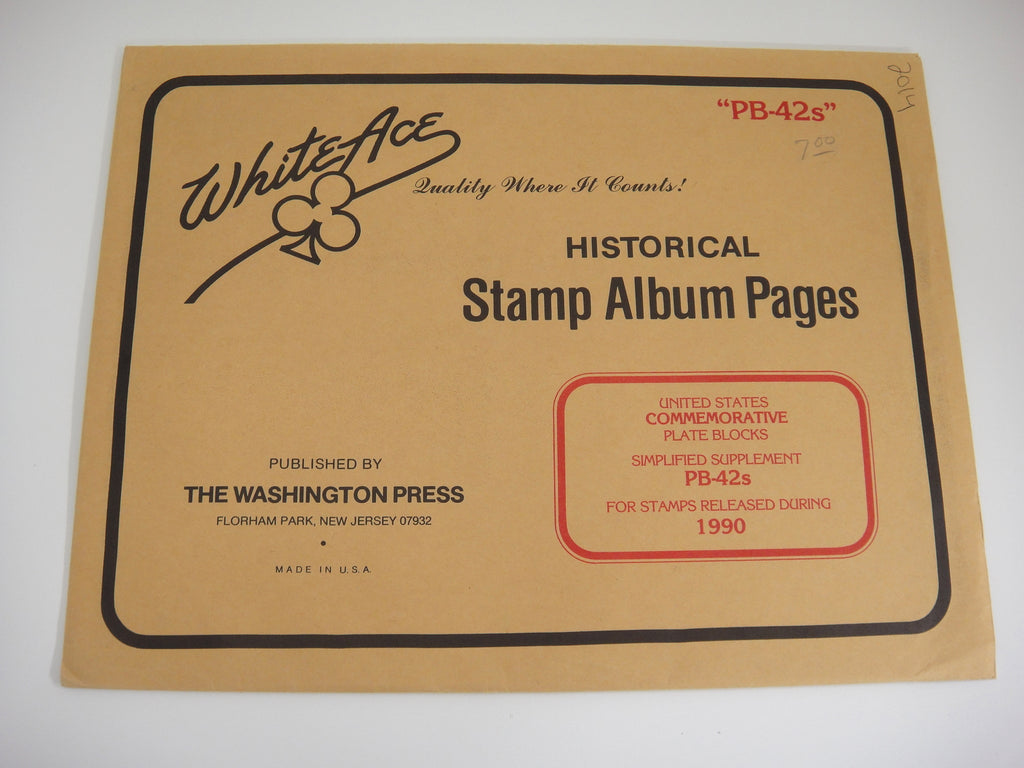 WhiteAce
Quality Where It Counts!
"PB-42s"
7.00
2014
HISTORICAL
Stamp Album Pages
UNITED STATES
COMMEMORATIVE
PLATE BLOCKS
SIMPLIFIED SUPPLEMENT
PB-42s
FOR STAMPS RELEASED DURING
1990
PUBLISHED BY
THE WASHINGTON PRESS
FLORHAM PARK, NEW JERSEY 07932
•
MADE IN U.S.A.